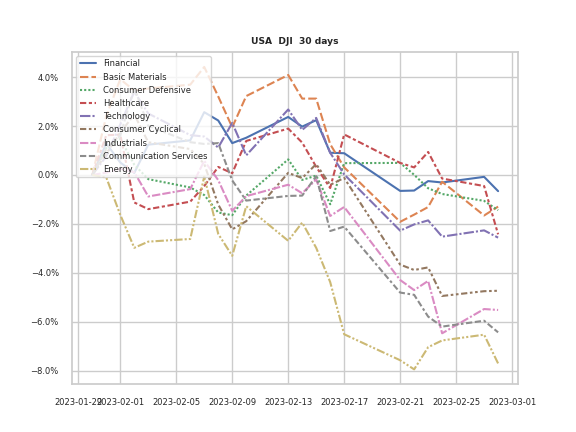 USA DJI 30 days
4.0%
2.0%
0.0%
−2.0%
−4.0%
−6.0%
−8.0%
Financial
Basic Materials
Consumer Defensive
Healthcare
Technology
Consumer Cyclical
Industrials
Communication Services
Energy
2023-01-29 2023-02-01 2023-02-05 2023-02-09 2023-02-13 2023-02-17 2023-02-21 2023-02-25 2023-03-01